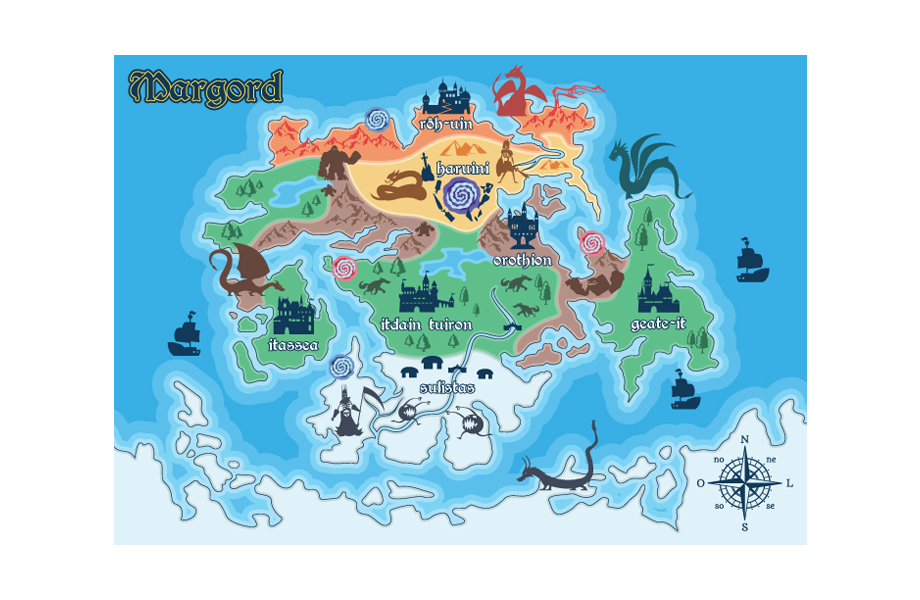 Margord
rôh-uin
haruini
orothion
itdain tuiron
geate-it
itassea
sulistas
N
no
ne
O
L
so
se
S